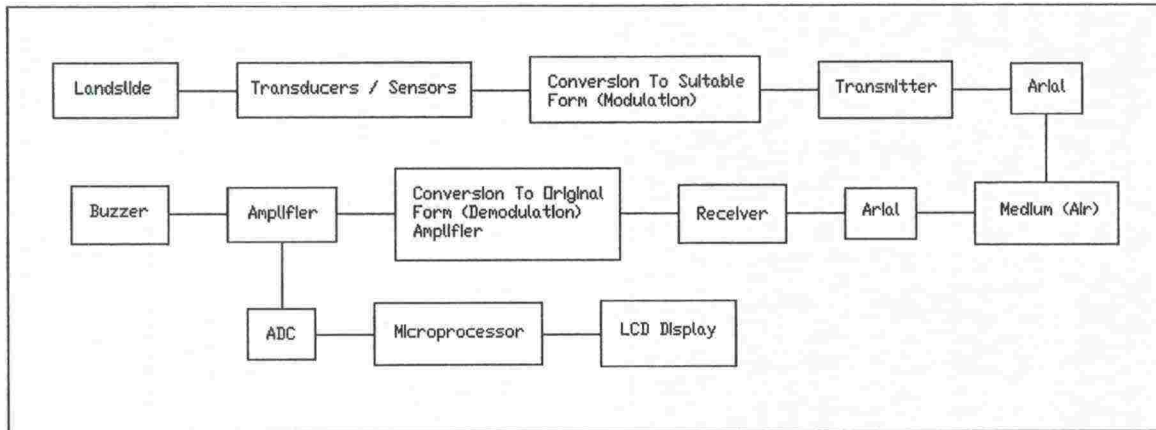 Landslide
Transducers / Sensors
Conversion To Suitable
Form (Modulation)
Transmitter
Arial
Buzzer
Amplifier
Conversion To Original
Form (Demodulation)
Amplifier
Receiver
Arial
Medium (Air)
ADC
Microprocessor
LCD Display